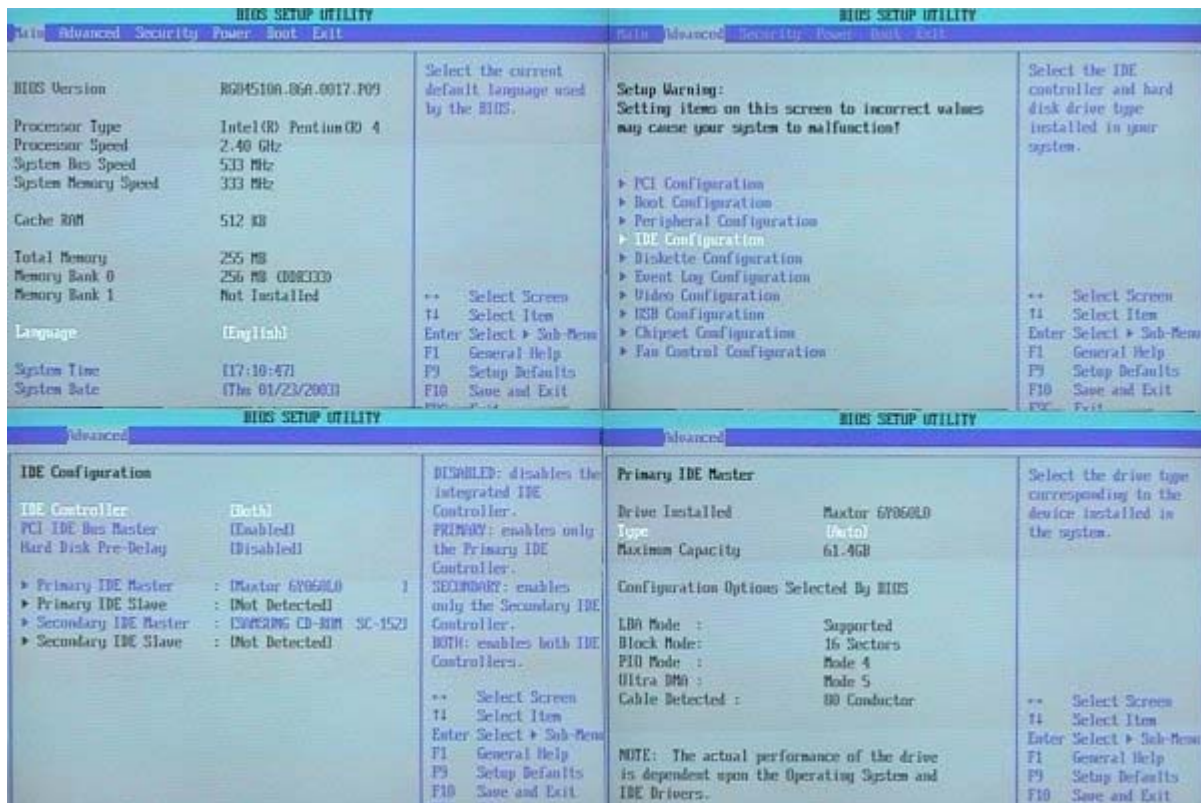 BIOS SETUP UTILITY
Main Advanced Security Power Boot Exit
BIOS Version RG84510A.86A.0017.P09
Processor Type Intel(R) Pentium(R) 4
Processor Speed 2.40 GHz
System Bus Speed 533 MHz
System Memory Speed 333 MHz
Cache RAM 512 KB
Total Memory 255 MB
Memory Bank 0 256 MB (DDR333)
Memory Bank 1 Not Installed
Language [English]
System Time [17:10:47]
System Date [Thu 01/23/2003]
Select the current
default language used
by the BIOS.
↔ Select Screen
↑↓ Select Item
Enter Select ▶ Sub-Menu
F1 General Help
F9 Setup Defaults
F10 Save and Exit
BIOS SETUP UTILITY
Main Advanced Security Power Boot Exit
Setup Warning:
Setting items on this screen to incorrect values
may cause your system to malfunction!
▶ PCI Configuration
▶ Boot Configuration
▶ Peripheral Configuration
▶ IDE Configuration
▶ Diskette Configuration
▶ Event Log Configuration
▶ Video Configuration
▶ USB Configuration
▶ Chipset Configuration
▶ Fan Control Configuration
Select the IDE
controller and hard
disk drive type
installed in your
system.
↔ Select Screen
↑↓ Select Item
Enter Select ▶ Sub-Menu
F1 General Help
F9 Setup Defaults
F10 Save and Exit
BIOS SETUP UTILITY
Advanced
IDE Configuration
IDE Controller [Both]
PCI IDE Bus Master [Enabled]
Hard Disk Pre-Delay [Disabled]
▶ Primary IDE Master : [Maxtor 6Y060L0 ]
▶ Primary IDE Slave : [Not Detected]
▶ Secondary IDE Master : [SAMSUNG CD-ROM SC-152]
▶ Secondary IDE Slave : [Not Detected]
DISABLED: disables the
integrated IDE
Controller.
PRIMARY: enables only
the Primary IDE
Controller.
SECONDARY: enables
only the Secondary IDE
Controller.
BOTH: enables both IDE
Controllers.
↔ Select Screen
↑↓ Select Item
Enter Select ▶ Sub-Menu
F1 General Help
F9 Setup Defaults
F10 Save and Exit
BIOS SETUP UTILITY
Advanced
Primary IDE Master
Drive Installed Maxtor 6Y060L0
Type [Auto]
Maximum Capacity 61.4GB
Configuration Options Selected By BIOS
LBA Mode : Supported
Block Mode: 16 Sectors
PIO Mode : Mode 4
Ultra DMA : Mode 5
Cable Detected : 80 Conductor
NOTE: The actual performance of the drive
is dependent upon the Operating System and
IDE Drivers.
Select the drive type
corresponding to the
device installed in
the system.
↔ Select Screen
↑↓ Select Item
Enter Select ▶ Sub-Menu
F1 General Help
F9 Setup Defaults
F10 Save and Exit